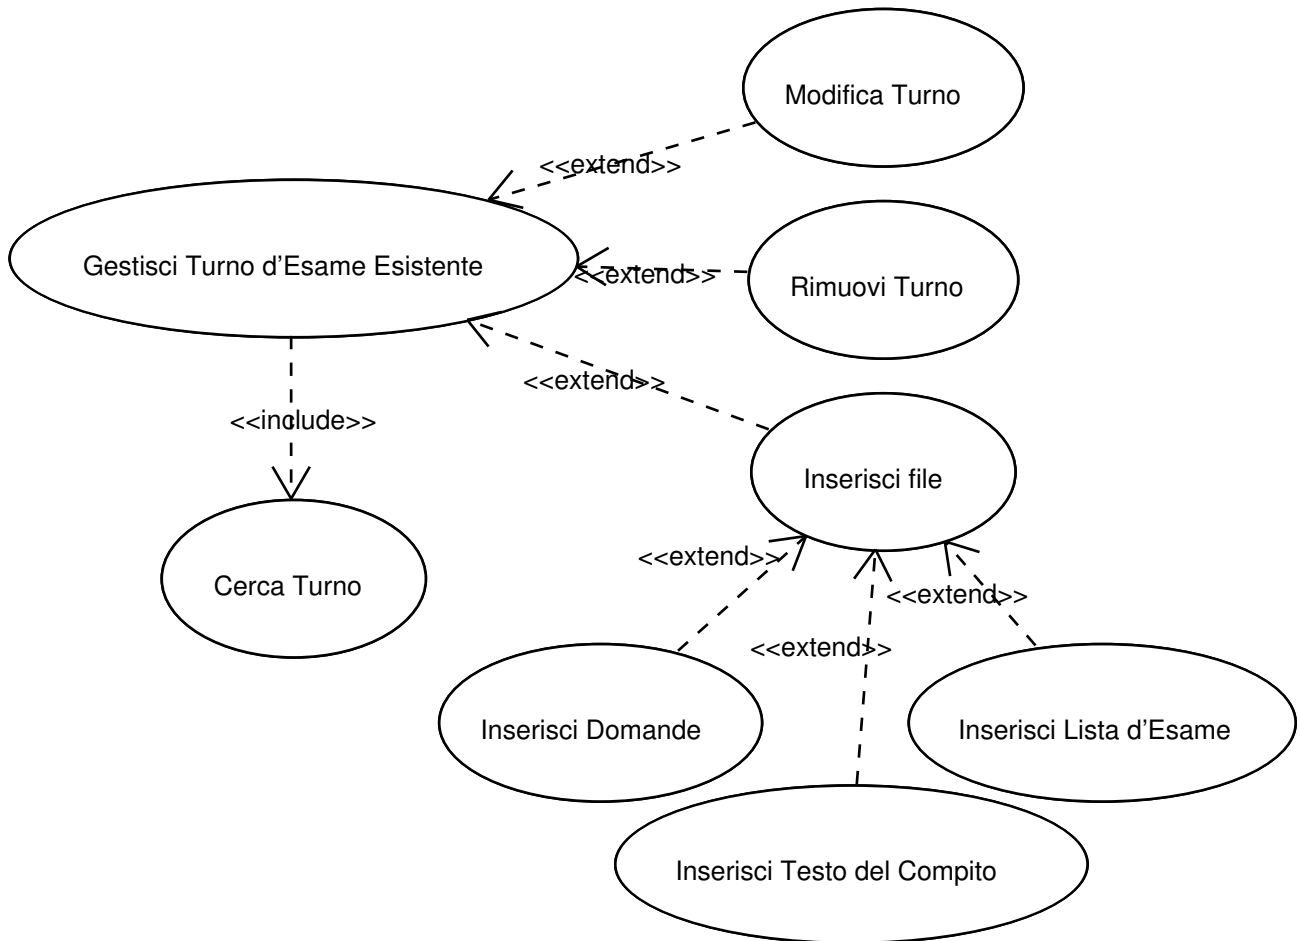 Modifica Turno
<<extend>>
Gestisci Turno d'Esame Esistente
<<extend>>
Rimuovi Turno
<<extend>>
<<include>>
Inserisci file
<<extend>>
Cerca Turno
<<extend>>
<<extend>>
Inserisci Domande
Inserisci Lista d'Esame
Inserisci Testo del Compito